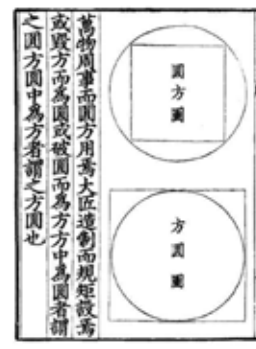 圓方圖
方圓圖
萬物周事而圓方用焉大匠造制而規矩設焉
或毀方而為圓或破圓而為方方中為圓者謂
之圓方圓中為方者謂之方圓也